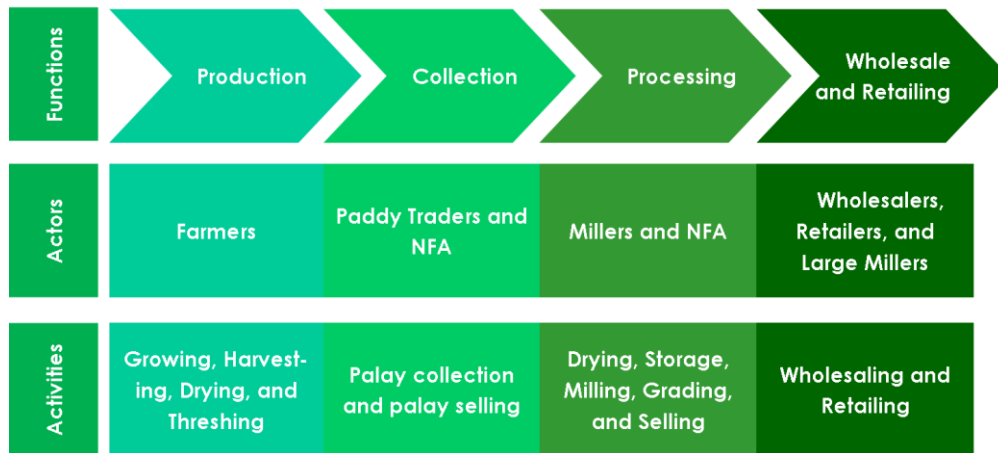 Functions
Production
Collection
Processing
Wholesale
and Retailing
Actors
Farmers
Paddy Traders and
NFA
Millers and NFA
Wholesalers,
Retailers, and
Large Millers
Activities
Growing, Harvest-
ing, Drying, and
Threshing
Palay collection
and palay selling
Drying, Storage,
Milling, Grading,
and Selling
Wholesaling and
Retailing